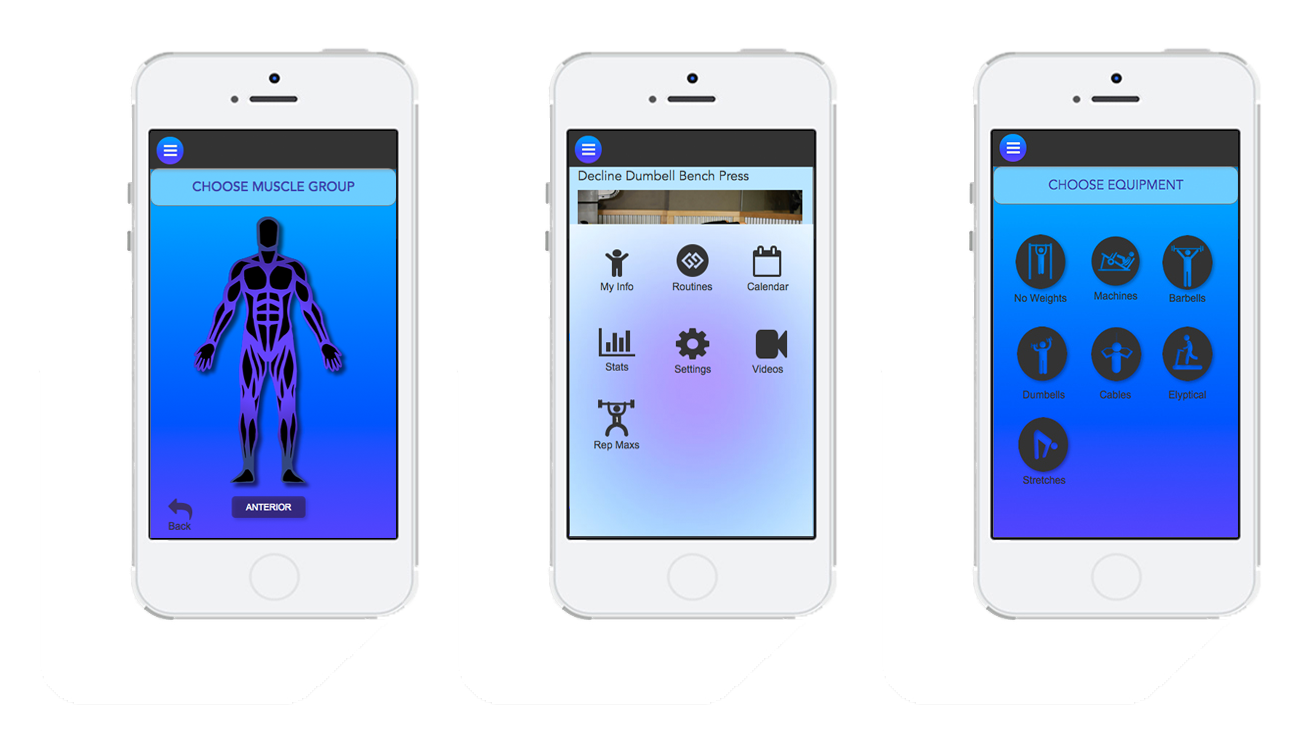 CHOOSE MUSCLE GROUP
ANTERIOR
Back
Decline Dumbell Bench Press
My Info
Routines
Calendar
Stats
Settings
Videos
Rep Maxs
CHOOSE EQUIPMENT
No Weights
Machines
Barbells
Dumbells
Cables
Elyptical
Stretches